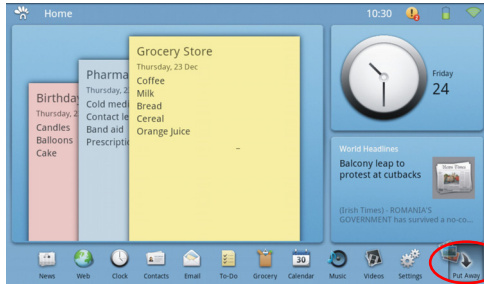 Home
10:30
Birthda
Thursday, 2
Candles
Balloons
Cake
Pharma
Thursday, 2
Cold medi
Contact le
Band aid
Prescripti
Grocery Store
Thursday, 23 Dec
Coffee
Milk
Bread
Cereal
Orange Juice
Friday
24
World Headlines
Balcony leap to
protest at cutbacks
(Irish Times) - ROMANIA'S
GOVERNMENT has survived a no-co...
News
Web
Clock
Contacts
Email
To-Do
Grocery
30
Calendar
Music
Videos
Settings
Put Away